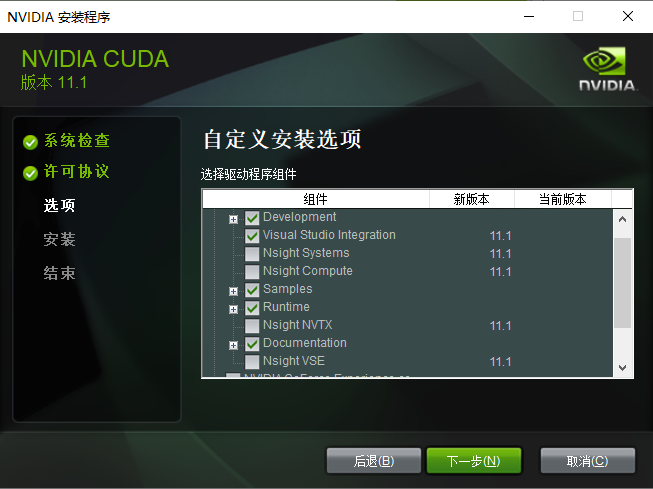 NVIDIA 安装程序
NVIDIA CUDA
版本 11.1
NVIDIA.
系统检查
许可协议
选项
安装
结束
自定义安装选项
选择驱动程序组件
组件 新版本 当前版本
Development
Visual Studio Integration 11.1
Nsight Systems 11.1
Nsight Compute 11.1
Samples
Runtime
Nsight NVTX 11.1
Documentation
Nsight VSE 11.1
NVIDIA GeForce Experience co
后退(B) 下一步(N) 取消(C)